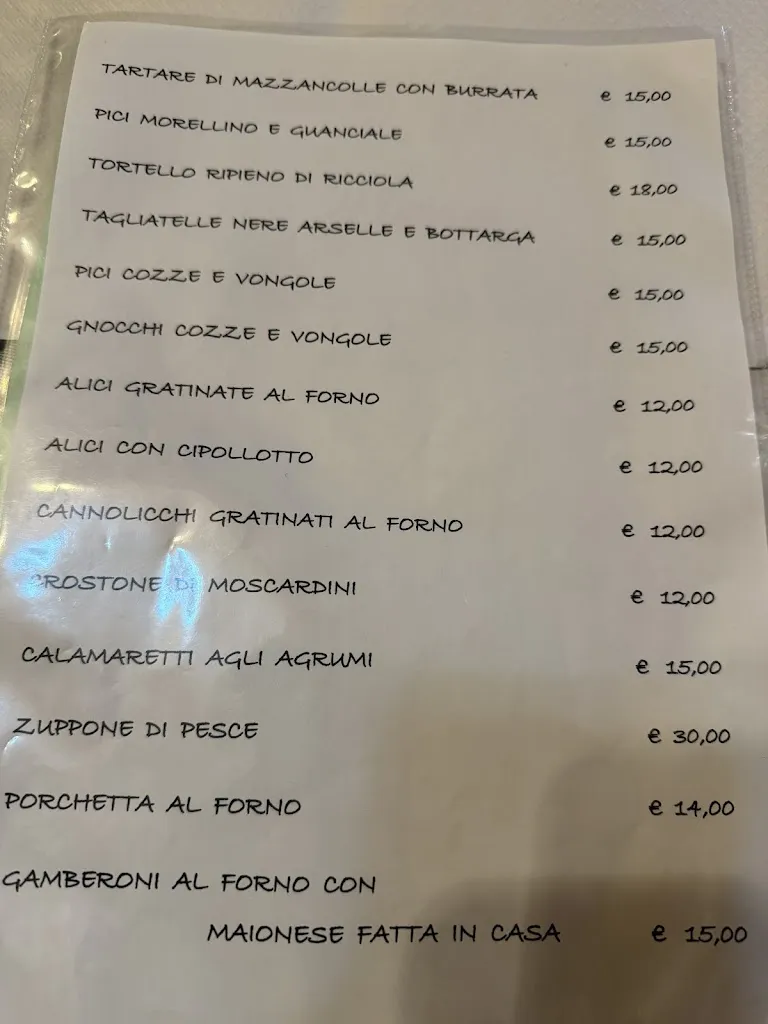 TARTARE DI MAZZANCOLLE CON BURRATA e 15,00
PICI MORELLINO E GUANCIALE e 15,00
TORTELLO RIPIENO DI RICCIOLA e 18,00
TAGLIATELLE NERE ARSELLE E BOTTARGA e 15,00
PICI COZZE E VONGOLE e 15,00
GNOCCHI COZZE E VONGOLE e 15,00
ALICI GRATINATE AL FORNO e 12,00
ALICI CON CIPOLLOTTO e 12,00
CANNOLICCHI GRATINATI AL FORNO e 12,00
CROSTONE DI MOSCARDINI e 12,00
CALAMARETTI AGLI AGRUMI e 15,00
ZUPPONE DI PESCE e 30,00
PORCHETTA AL FORNO e 14,00
GAMBERONI AL FORNO CON
MAIONESE FATTA IN CASA e 15,00